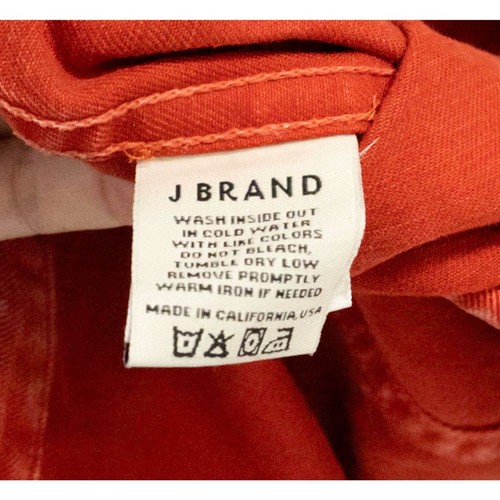 J BRAND
WASH INSIDE OUT
IN COLD WATER
WITH LIKE COLORS
DO NOT BLEACH,
TUMBLE DRY LOW
REMOVE PROMPTLY
WARM IRON IF NEEDED
MADE IN CALIFORNIA, USA